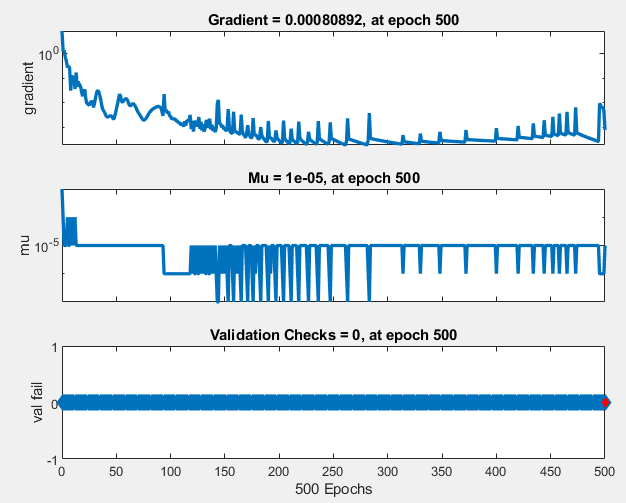 Gradient = 0.00080892, at epoch 500
10^0
gradient
Mu = 1e-05, at epoch 500
10^-5
mu
Validation Checks = 0, at epoch 500
1
0
-1
val fail
0 50 100 150 200 250 300 350 400 450 500
500 Epochs